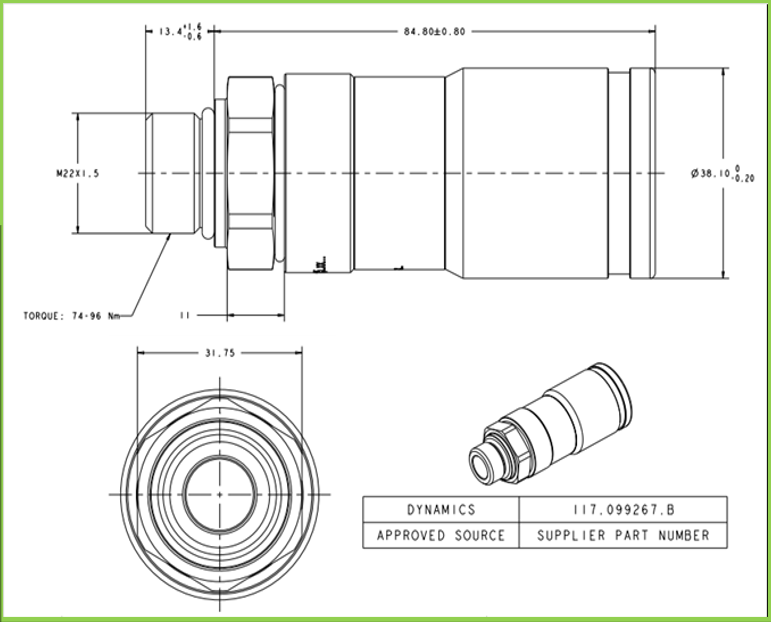 13.4 +1.6 -0.6
84.80±0.80
M22X1.5
Ø38.10 0 -0.20
TORQUE: 74-96 Nm
11
31.75
DYNAMICS 117.099267.B
APPROVED SOURCE SUPPLIER PART NUMBER